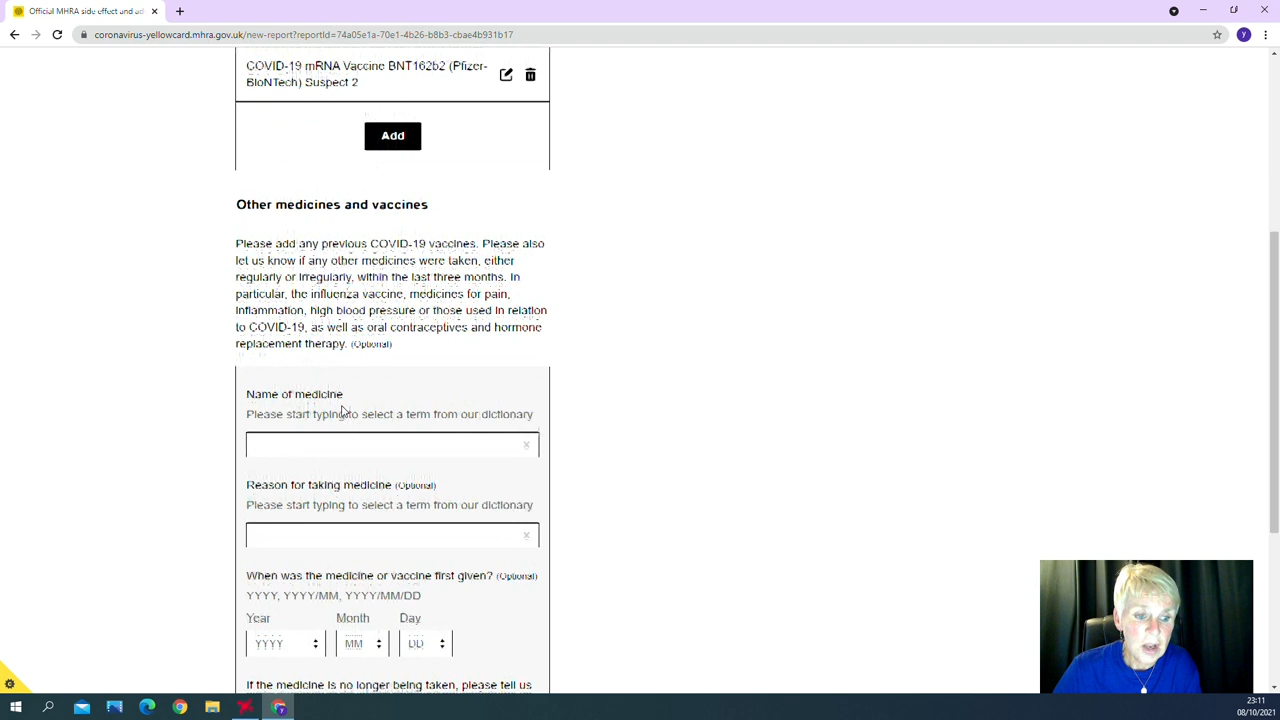 Official MHRA side effect and ad
coronavirus-yellowcard.mhra.gov.uk/new-report?reportId=74a05e1a-70e1-4b26-b8b3-cbae4b931b17
y
COVID-19 mRNA Vaccine BNT162b2 (Pfizer-
BioNTech) Suspect 2
Add
Other medicines and vaccines
Please add any previous COVID-19 vaccines. Please also
let us know if any other medicines were taken, either
regularly or irregularly, within the last three months. In
particular, the influenza vaccine, medicines for pain,
inflammation, high blood pressure or those used in relation
to COVID-19, as well as oral contraceptives and hormone
replacement therapy. (Optional)
Name of medicine
Please start typing to select a term from our dictionary
Reason for taking medicine (Optional)
Please start typing to select a term from our dictionary
When was the medicine or vaccine first given? (Optional)
YYYY, YYYY/MM, YYYY/MM/DD
Year Month Day
YYYY MM DD
If the medicine is no longer being taken, please tell us
23:11
08/10/2021